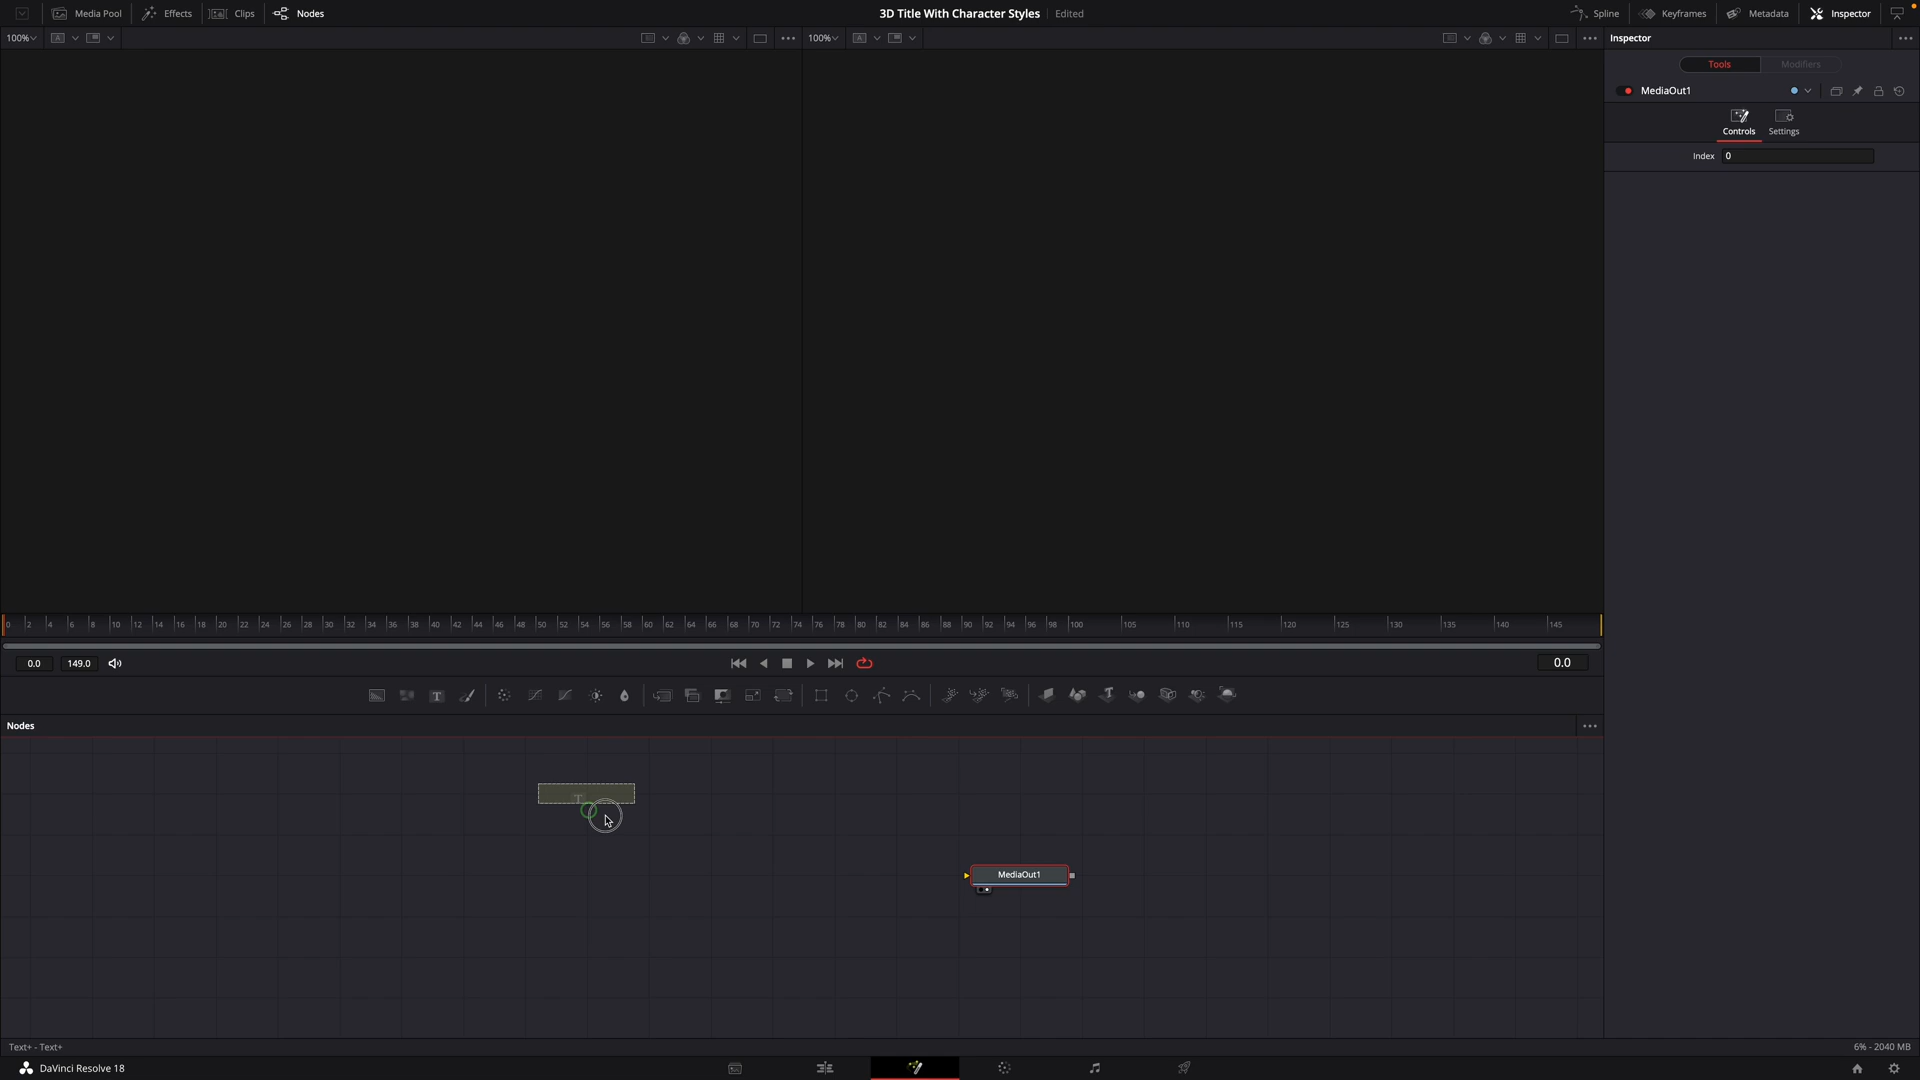 Media Pool Effects Clips Nodes 3D Title With Character Styles Edited Spline Keyframes Metadata Inspector
100% 100% Inspector
Tools Modifiers
MediaOut1
Controls Settings
Index 0
0 2 4 6 8 10 12 14 16 18 20 22 24 26 28 30 32 34 36 38 40 42 44 46 48 50 52 54 56 58 60 62 64 66 68 70 72 74 76 78 80 82 84 86 88 90 92 94 96 98 100 105 110 115 120 125 130 135 140 145
0.0 149.0 0.0
Nodes
MediaOut1
Text+ - Text+ 6% - 2040 MB
DaVinci Resolve 18